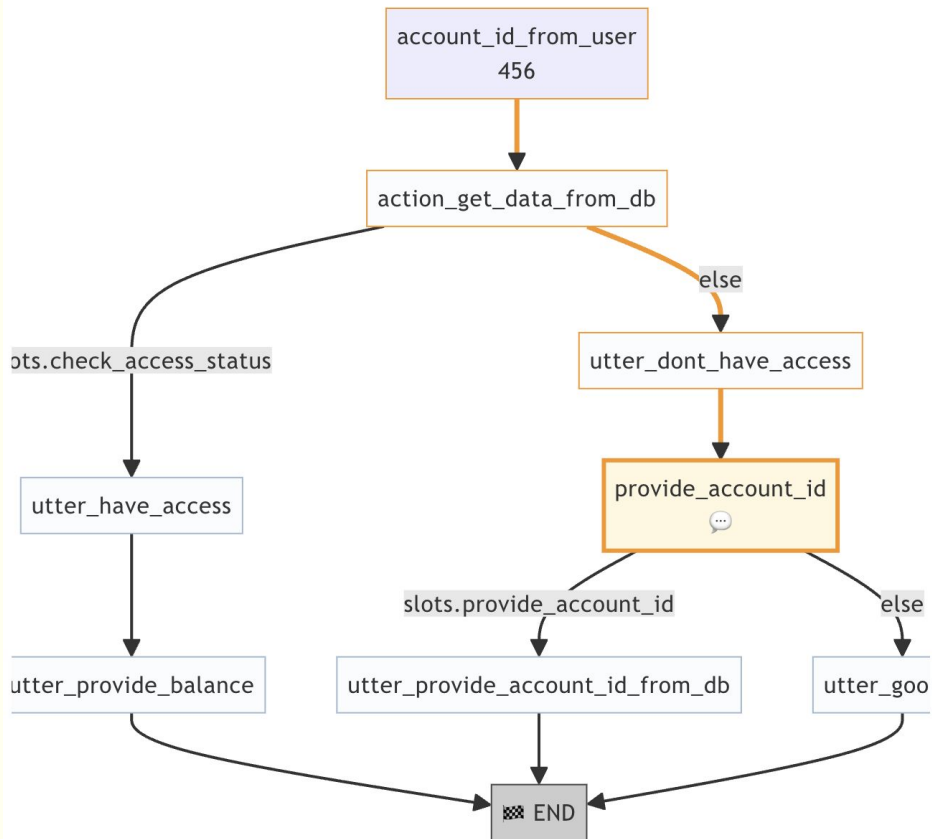 account_id_from_user
456
action_get_data_from_db
else
ots.check_access_status
utter_dont_have_access
utter_have_access
provide_account_id
slots.provide_account_id
else
utter_provide_balance
utter_provide_account_id_from_db
utter_goo
END